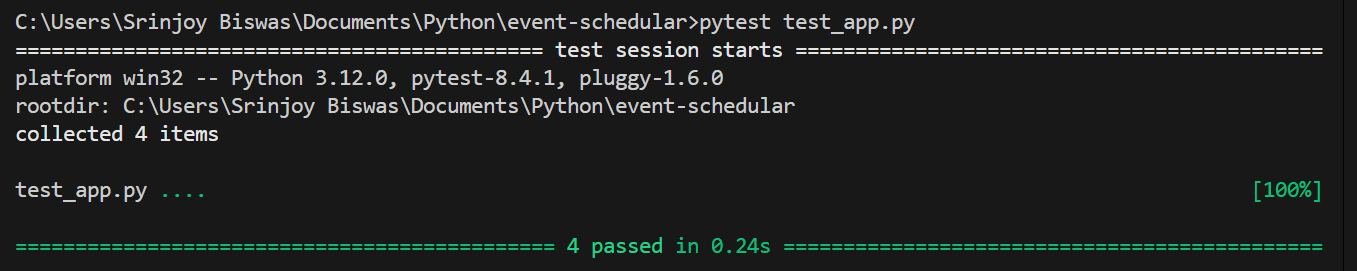 C:\Users\Srinjoy Biswas\Documents\Python\event-schedular>pytest test_app.py
============================================ test session starts ============================================
platform win32 -- Python 3.12.0, pytest-8.4.1, pluggy-1.6.0
rootdir: C:\Users\Srinjoy Biswas\Documents\Python\event-schedular
collected 4 items
test_app.py .... [100%]
============================================= 4 passed in 0.24s =============================================